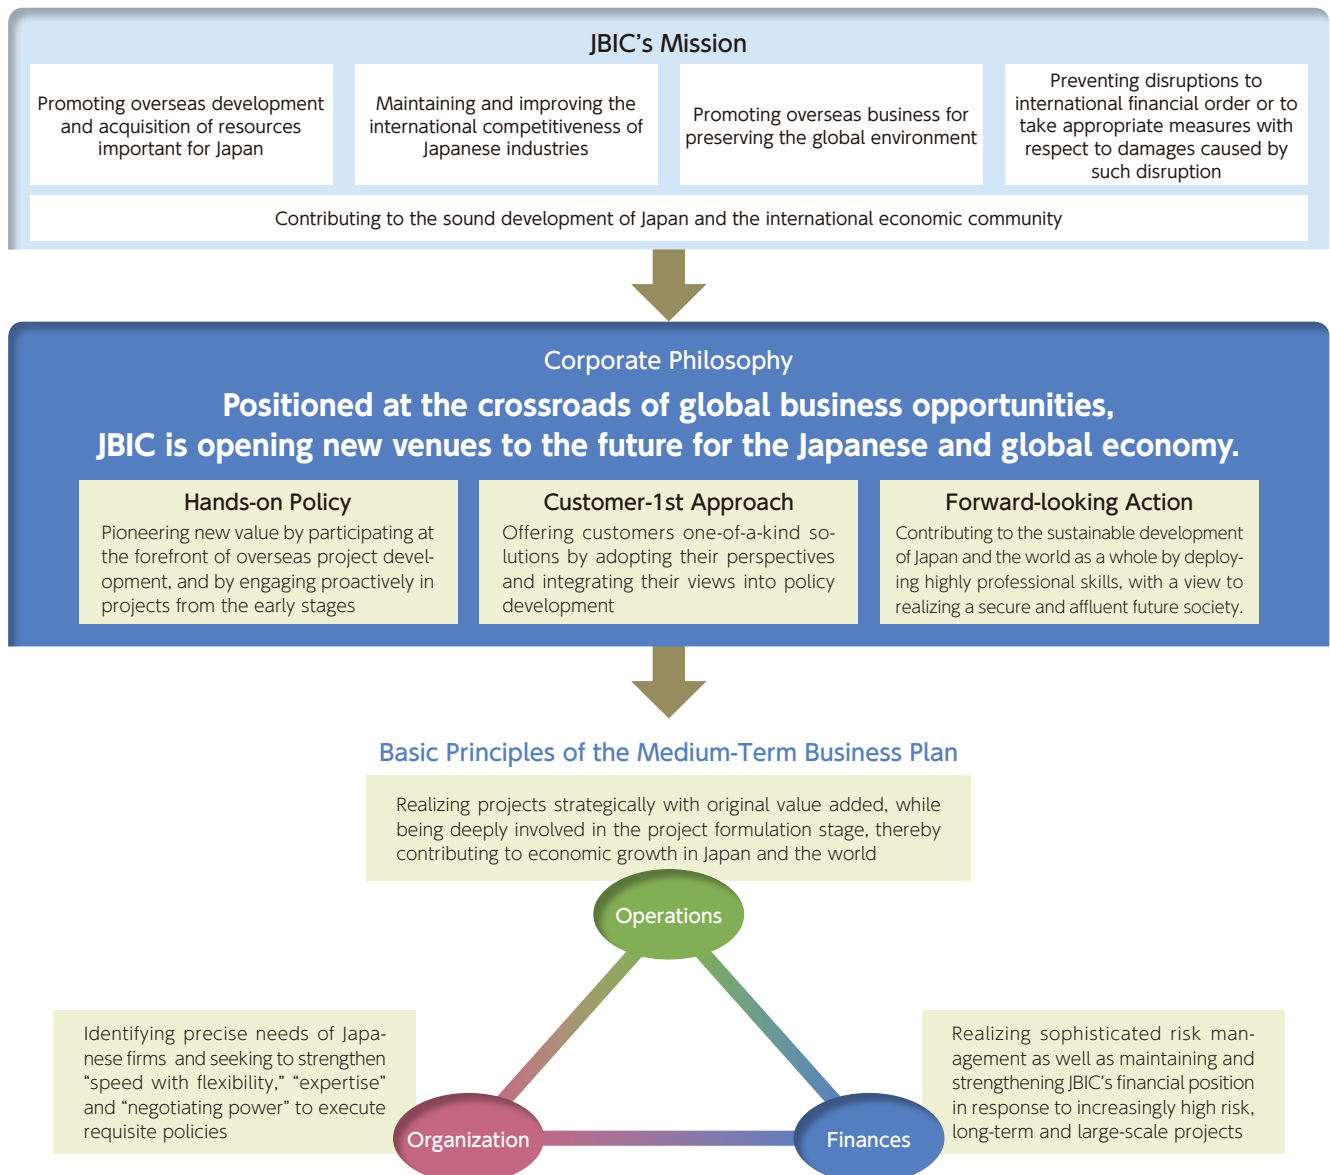 JBIC’s Mission
Promoting overseas development
and acquisition of resources
important for Japan
Maintaining and improving the
international competitiveness of
Japanese industries
Promoting overseas business for
preserving the global environment
Preventing disruptions to
international financial order or to
take appropriate measures with
respect to damages caused by
such disruption
Contributing to the sound development of Japan and the international economic community
Corporate Philosophy
Positioned at the crossroads of global business opportunities,
JBIC is opening new venues to the future for the Japanese and global economy.
Hands-on Policy
Pioneering new value by participating at
the forefront of overseas project devel-
opment, and by engaging proactively in
projects from the early stages
Customer-1st Approach
Offering customers one-of-a-kind so-
lutions by adopting their perspectives
and integrating their views into policy
development
Forward-looking Action
Contributing to the sustainable development
of Japan and the world as a whole by deploy-
ing highly professional skills, with a view to
realizing a secure and affluent future society.
Basic Principles of the Medium-Term Business Plan
Realizing projects strategically with original value added, while
being deeply involved in the project formulation stage, thereby
contributing to economic growth in Japan and the world
Operations
Identifying precise needs of Japa-
nese firms and seeking to strengthen
“speed with flexibility,” “expertise”
and “negotiating power” to execute
requisite policies
Organization
Realizing sophisticated risk man-
agement as well as maintaining and
strengthening JBIC’s financial position
in response to increasingly high risk,
long-term and large-scale projects
Finances